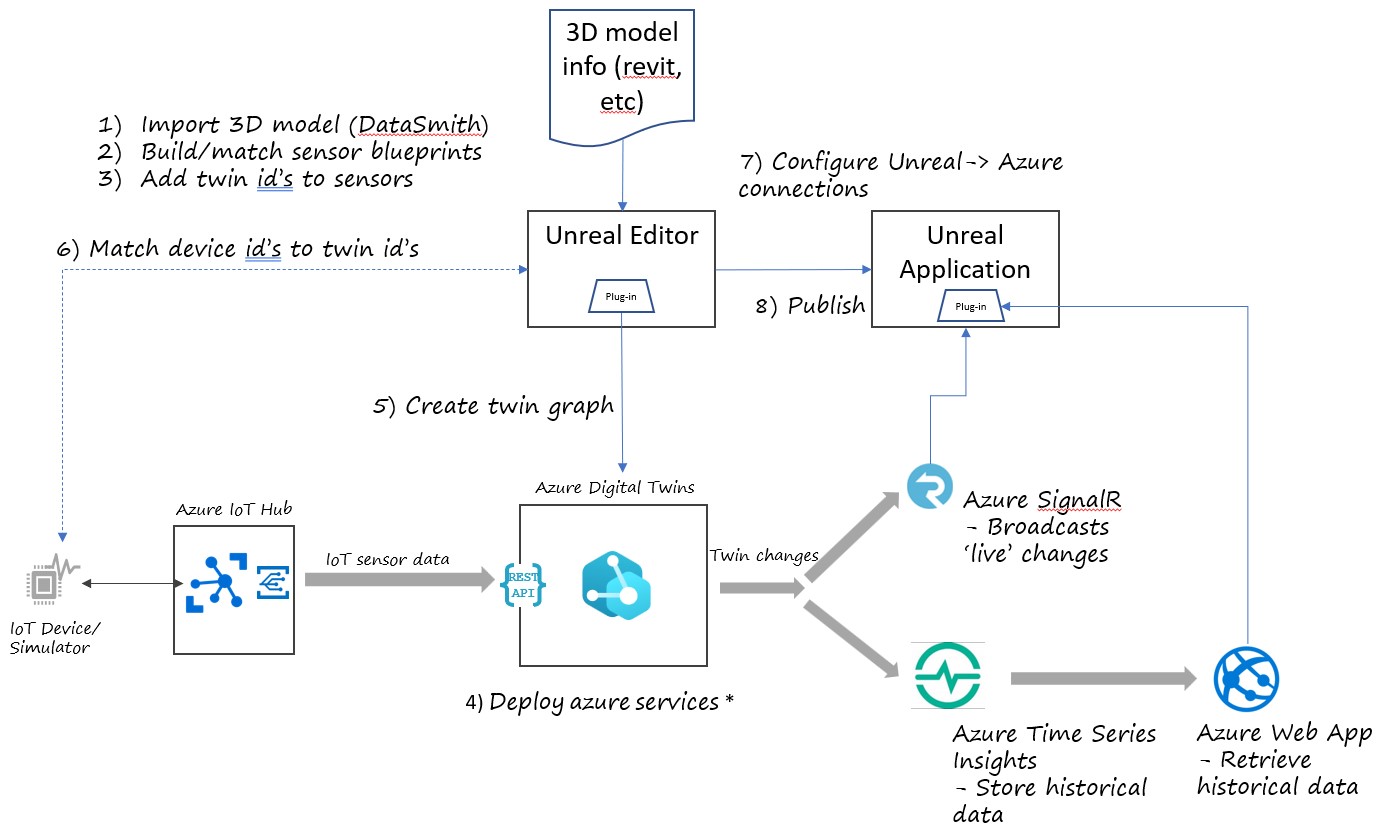 3D model
info (revit,
etc)
1) Import 3D model (DataSmith)
2) Build/match sensor blueprints
3) Add twin id's to sensors
7) Configure Unreal-> Azure
connections
6) Match device id's to twin id's
Unreal Editor
Plug-in
Unreal
Application
Plug-in
8) Publish
5) Create twin graph
Azure Digital Twins
Azure IoT Hub
IoT sensor data
REST
API
Twin changes
Azure SignalR
- Broadcasts
‘live’ changes
IoT Device/
Simulator
4) Deploy azure services *
Azure Time Series
Insights
- Store historical
data
Azure Web App
- Retrieve
historical data